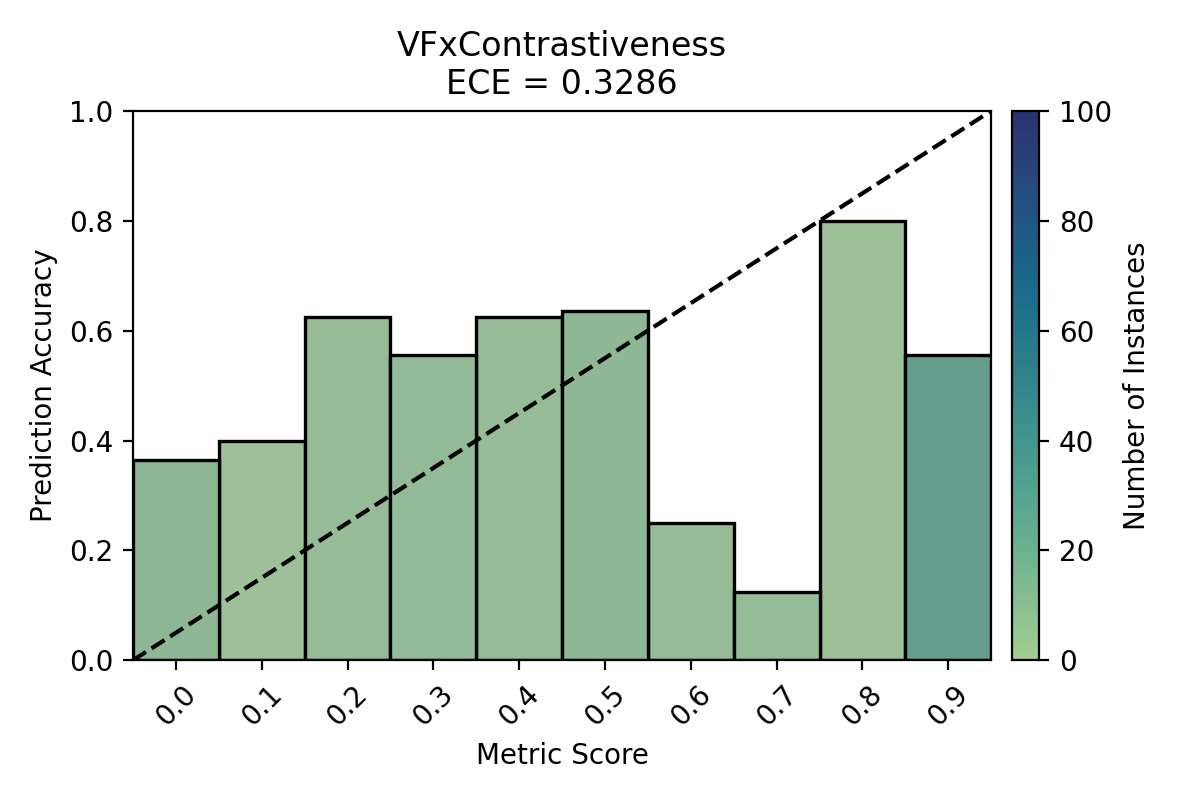 VFxContrastiveness
ECE = 0.3286
Prediction Accuracy
1.0
0.8
0.6
0.4
0.2
0.0
0.0 0.1 0.2 0.3 0.4 0.5 0.6 0.7 0.8 0.9
Metric Score
100
80
60
40
20
0
Number of Instances